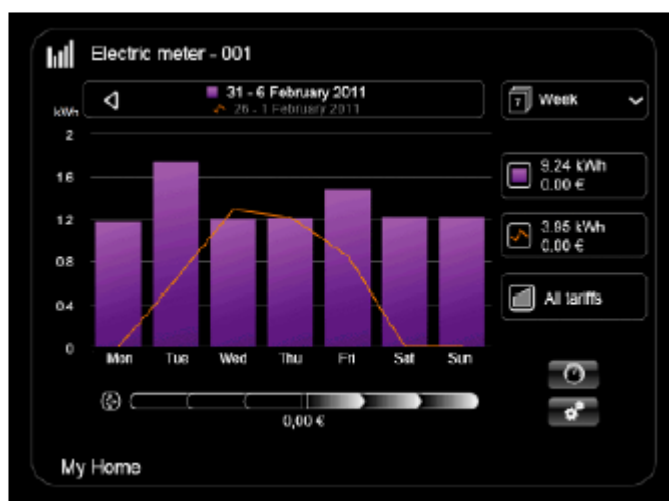 Electric meter - 001
31 - 6 February 2011
26 - 1 February 2011
7
Week
kWh
2
1.6
1.2
0.8
0.4
0
9.24 kWh
0.00 €
3.95 kWh
0.00 €
All tariffs
Mon Tue Wed Thu Fri Sat Sun
0,00 €
My Home